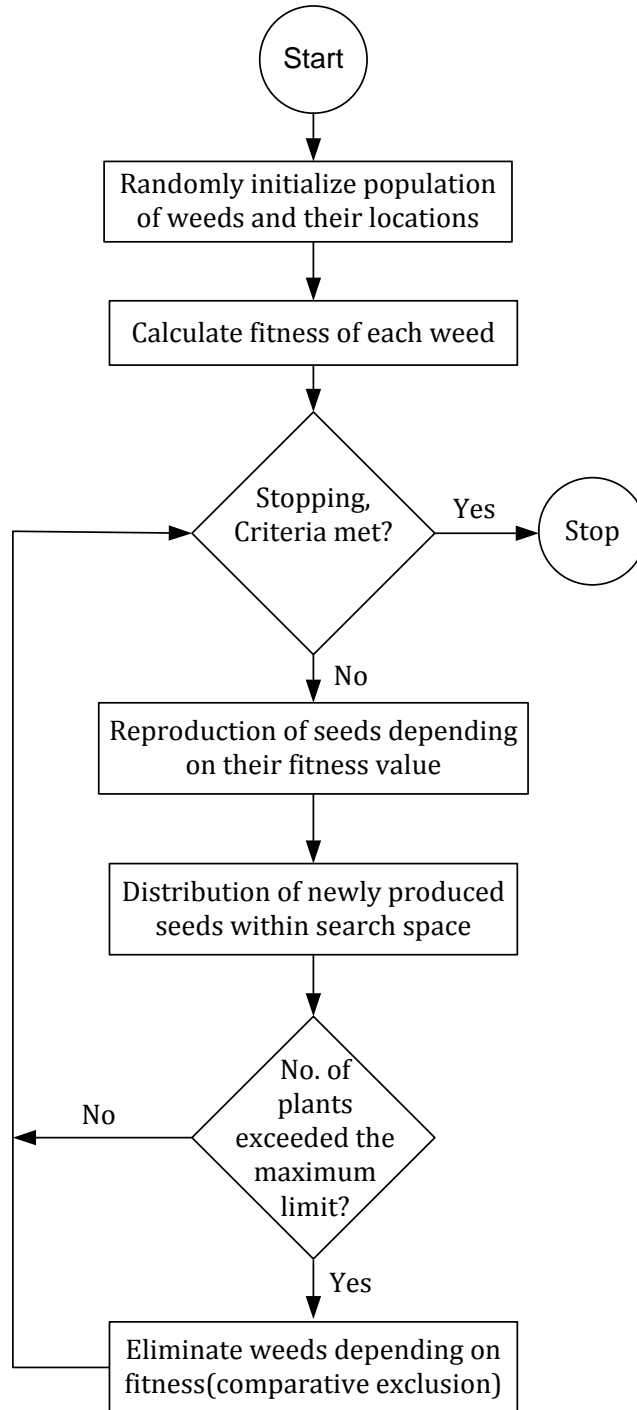 Start
Randomly initialize population
of weeds and their locations
Calculate fitness of each weed
Stopping,
Criteria met?
Yes
Stop
No
Reproduction of seeds depending
on their fitness value
Distribution of newly produced
seeds within search space
No. of
plants
exceeded the
maximum
limit?
No
Yes
Eliminate weeds depending on
fitness(comparative exclusion)